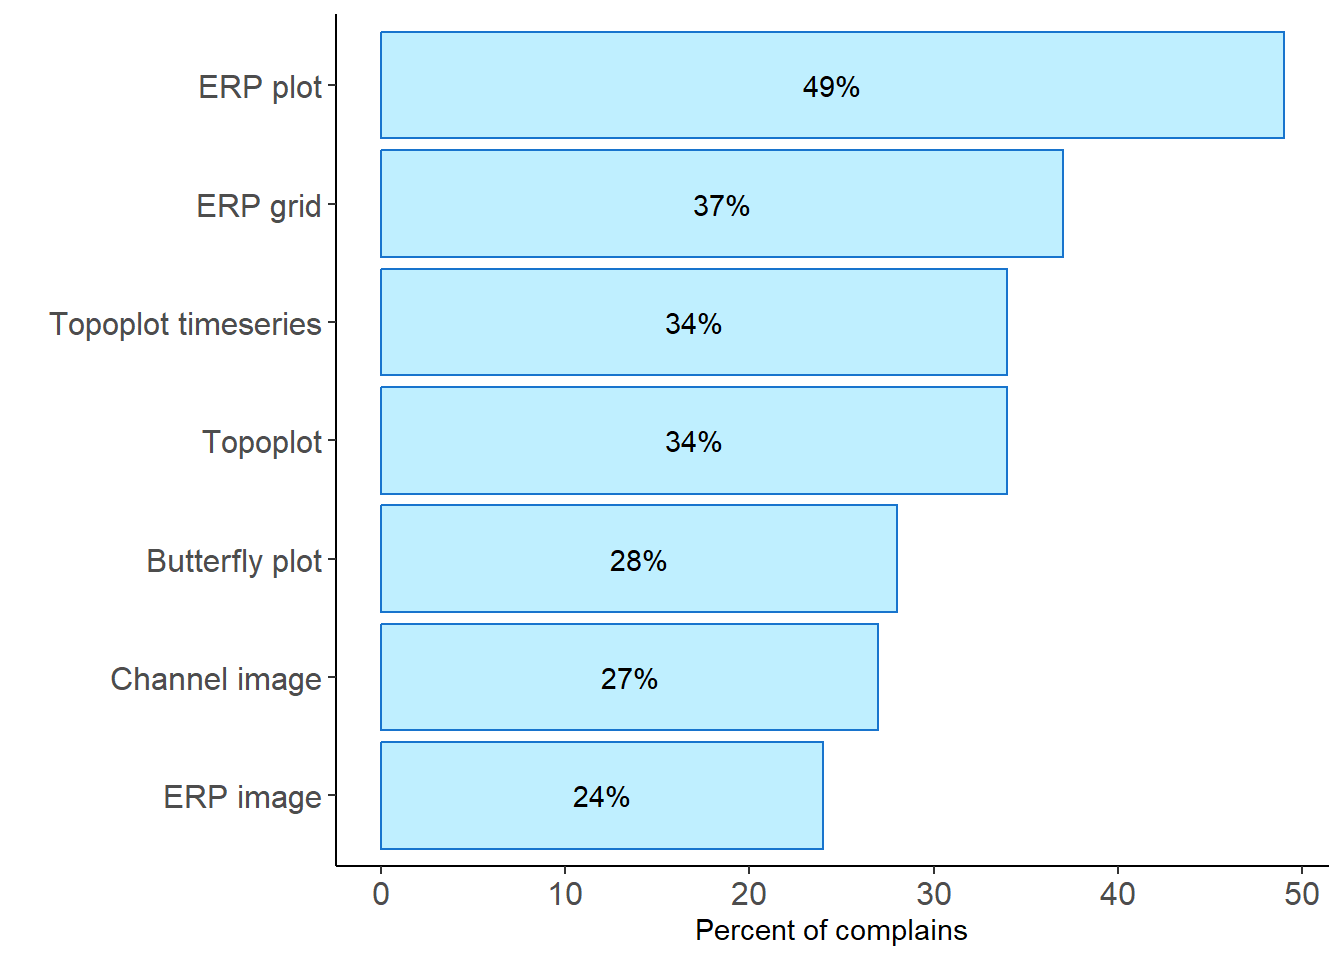 ERP plot 49%
ERP grid 37%
Topoplot timeseries 34%
Topoplot 34%
Butterfly plot 28%
Channel image 27%
ERP image 24%
0 10 20 30 40 50
Percent of complains